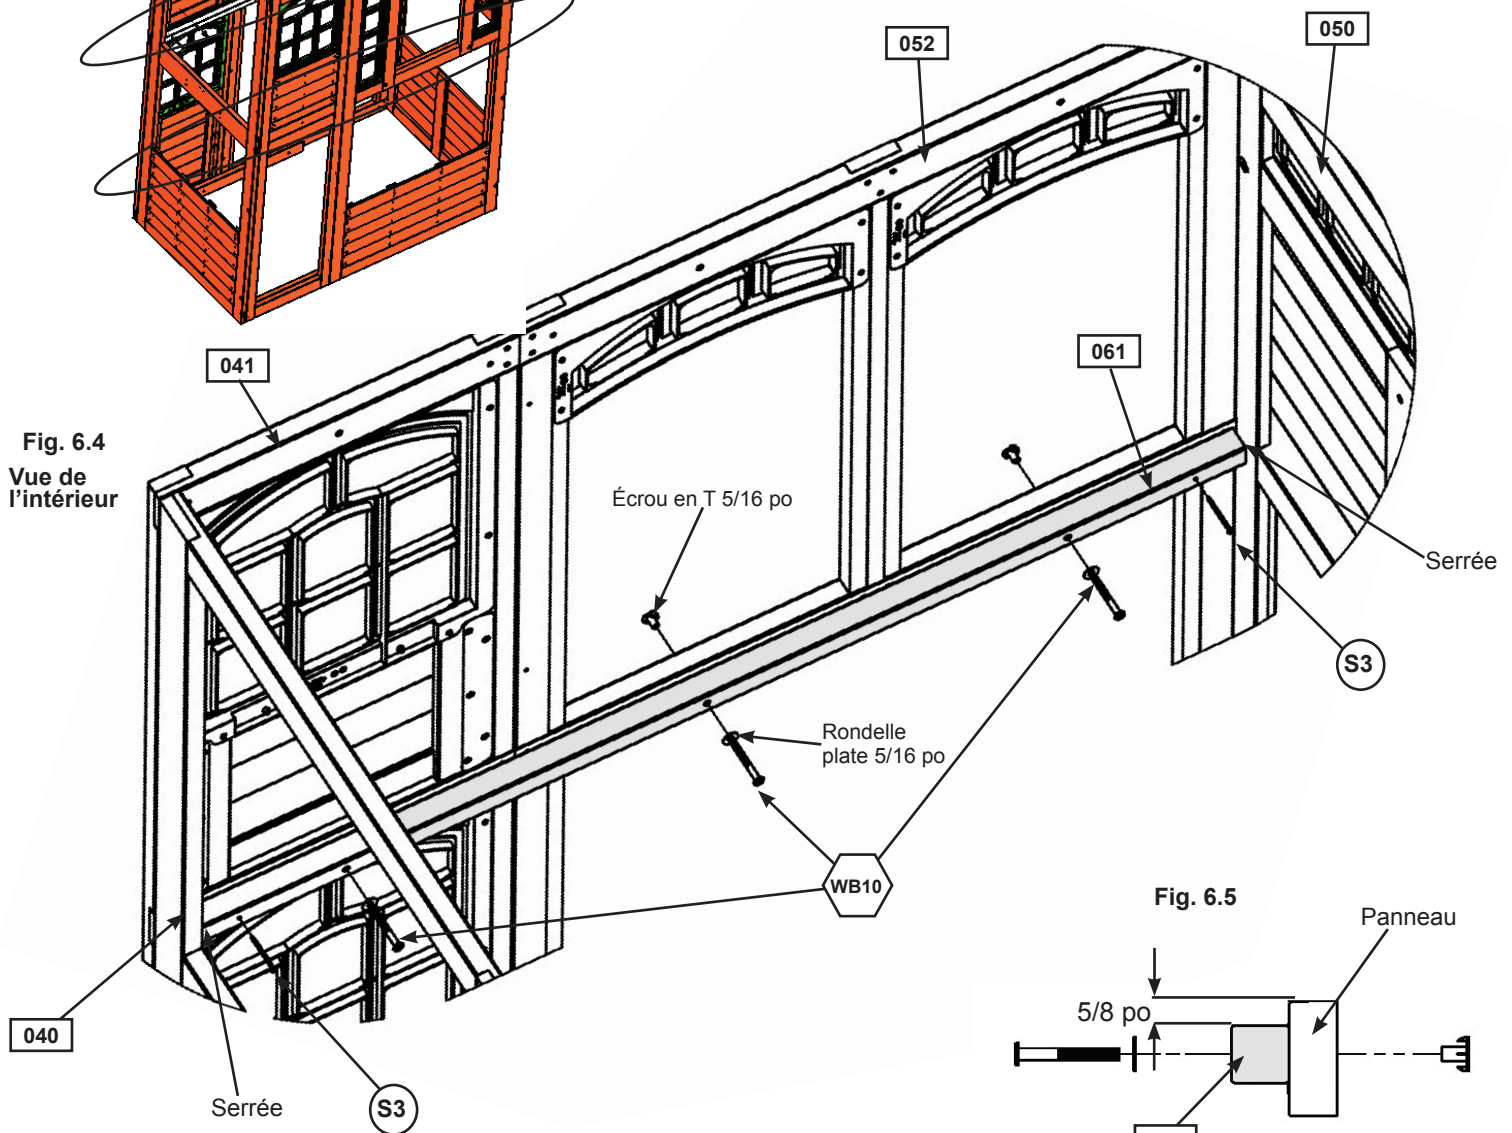 052
050
041
061
Fig. 6.4
Vue de
l'intérieur
Écrou en T 5/16 po
Serrée
S3
Rondelle
plate 5/16 po
WB10
Fig. 6.5
Panneau
5/8 po
040
Serrée
S3